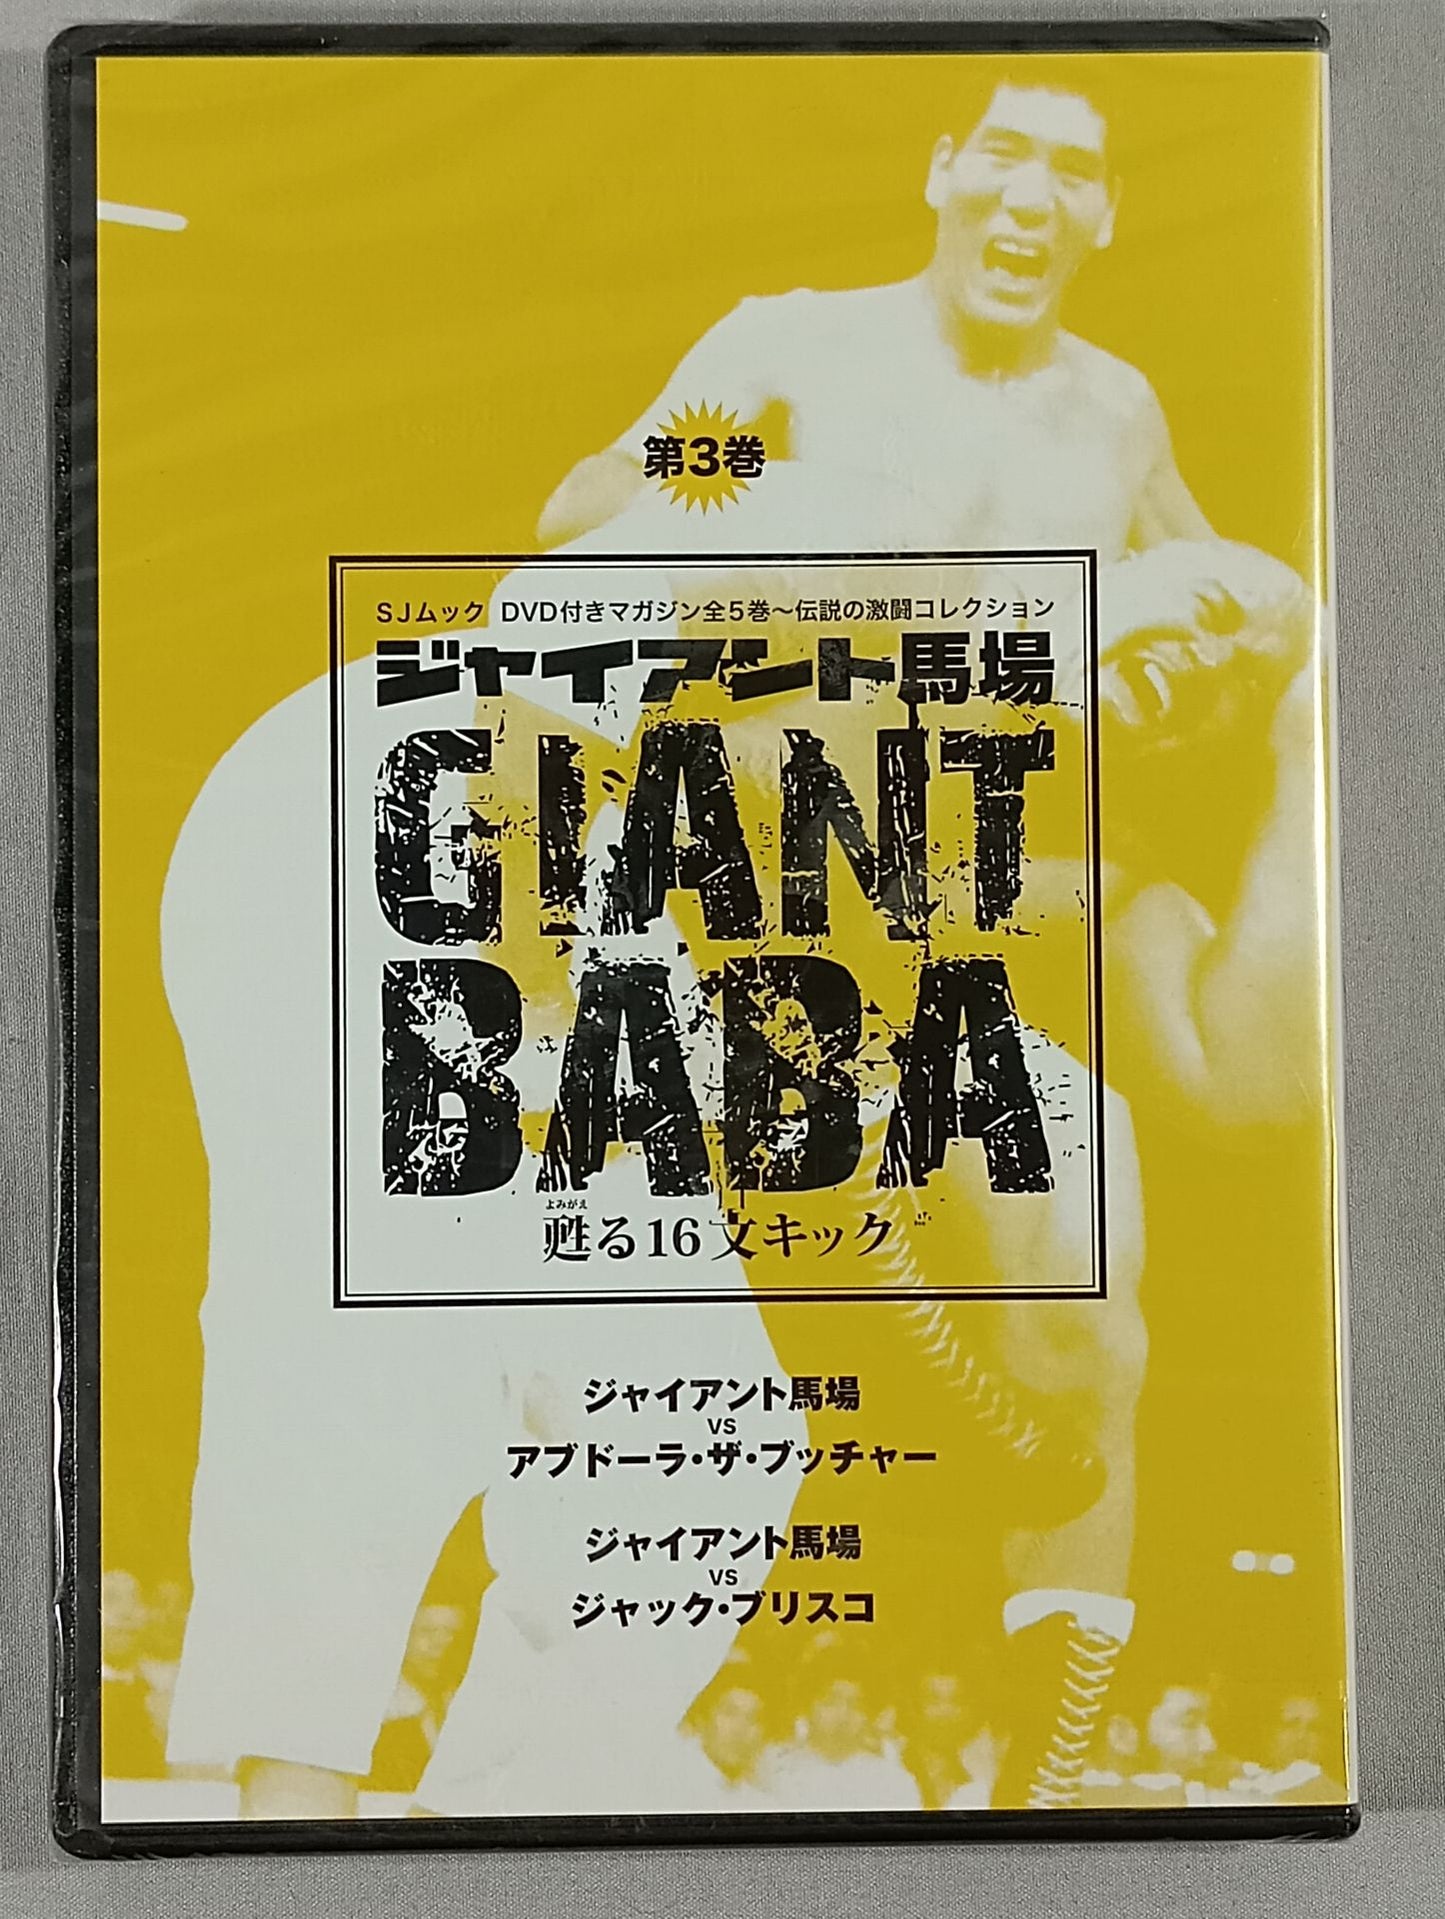 第3巻
SJムック DVD付きマガジン全5巻～伝説の激闘コレクション
ジャイアント馬場
GIANT
BABA
よみがえ
甦る16文キック
ジャイアント馬場
VS
アブドーラ・ザ・ブッチャー
ジャイアント馬場
VS
ジャック・ブリスコ